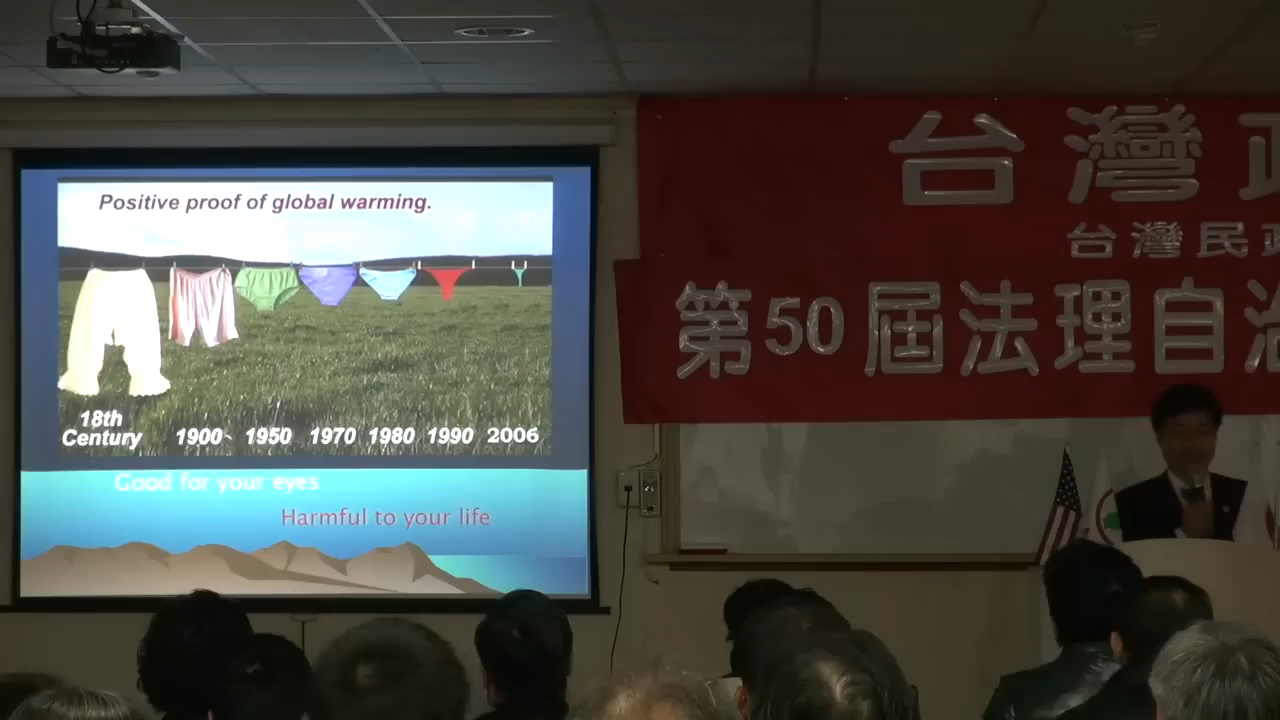 Positive proof of global warming.
18th
Century 1900 1950 1970 1980 1990 2006
Good for your eyes
Harmful to your life
台灣
台灣民
第50屆法理自